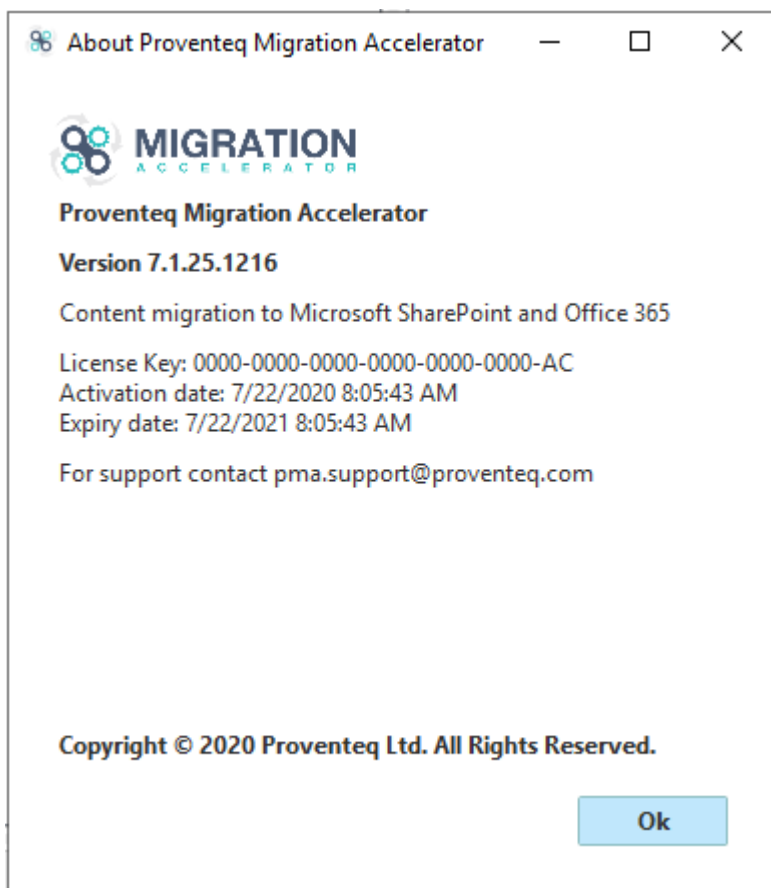 About Proventeq Migration Accelerator
MIGRATION
ACCELERATOR
Proventeq Migration Accelerator
Version 7.1.25.1216
Content migration to Microsoft SharePoint and Office 365
License Key: 0000-0000-0000-0000-0000-0000-AC
Activation date: 7/22/2020 8:05:43 AM
Expiry date: 7/22/2021 8:05:43 AM
For support contact pma.support@proventeq.com
Copyright © 2020 Proventeq Ltd. All Rights Reserved.
Ok